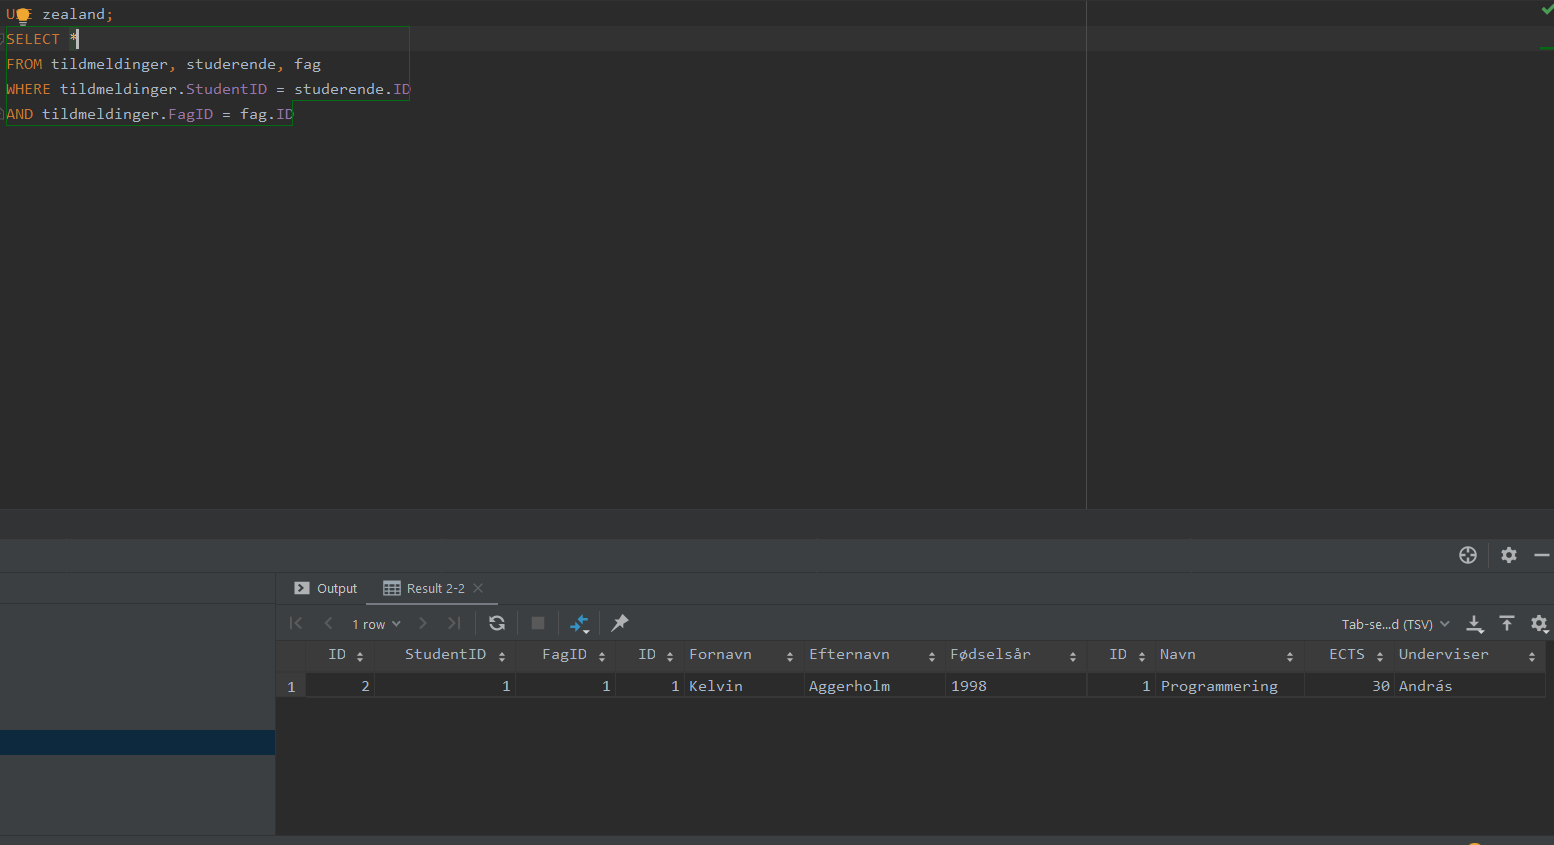 USE zealand;
SELECT *
FROM tildmeldinger, studerende, fag
WHERE tildmeldinger.StudentID = studerende.ID
AND tildmeldinger.FagID = fag.ID
Output Result 2-2
1 row Tab-se...d (TSV)
ID StudentID FagID ID Fornavn Efternavn Fødselsår ID Navn ECTS Underviser
1 2 1 1 1 Kelvin Aggerholm 1998 1 Programmering 30 András